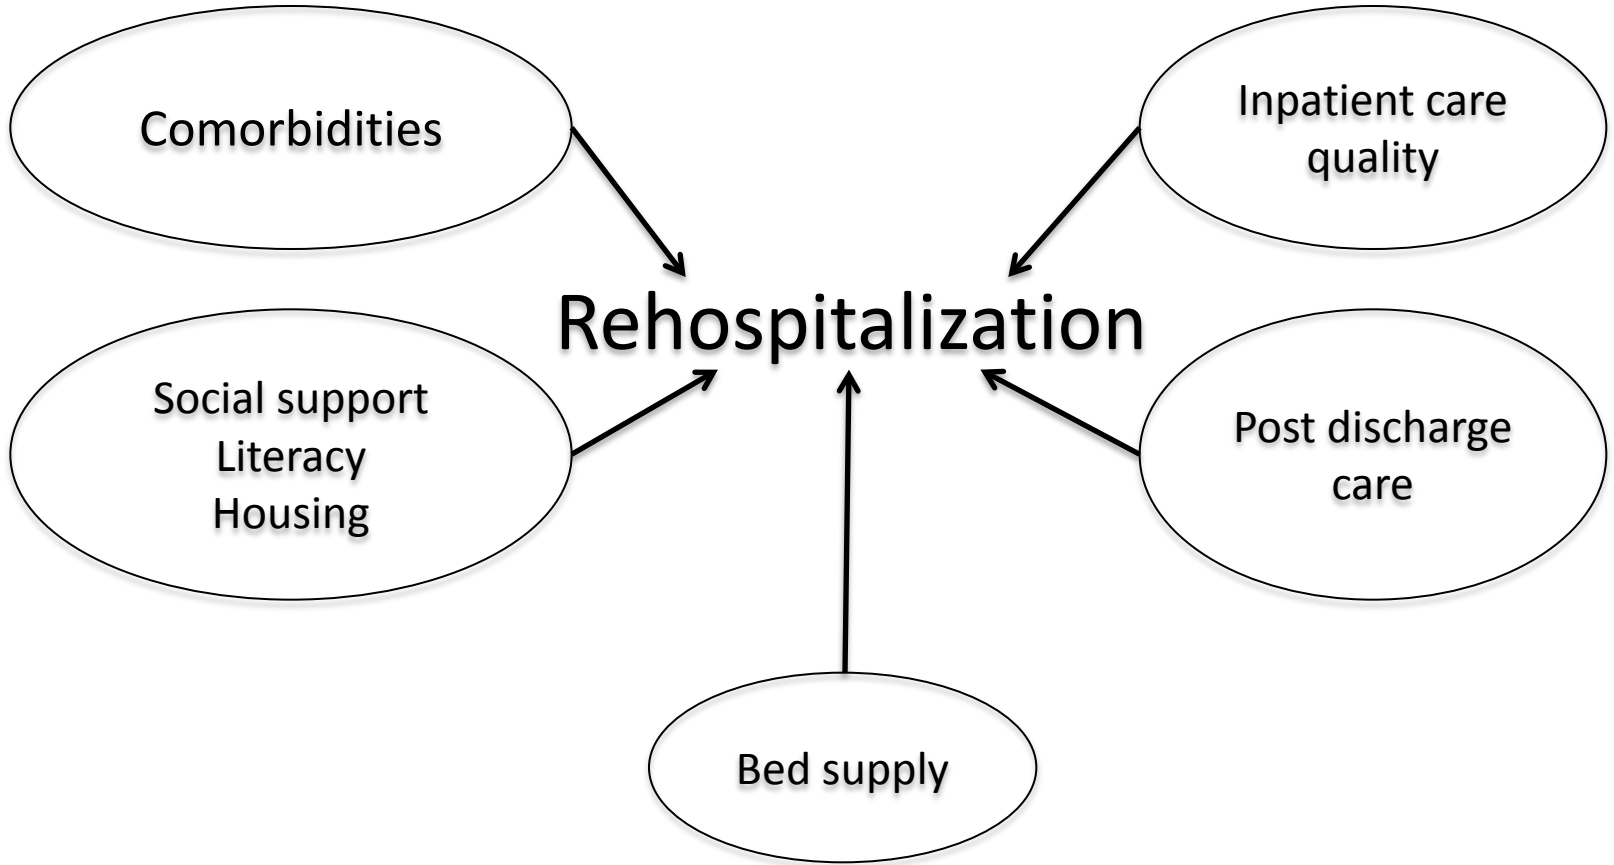 Comorbidities
Inpatient care
quality
Rehospitalization
Social support
Literacy
Housing
Post discharge
care
Bed supply